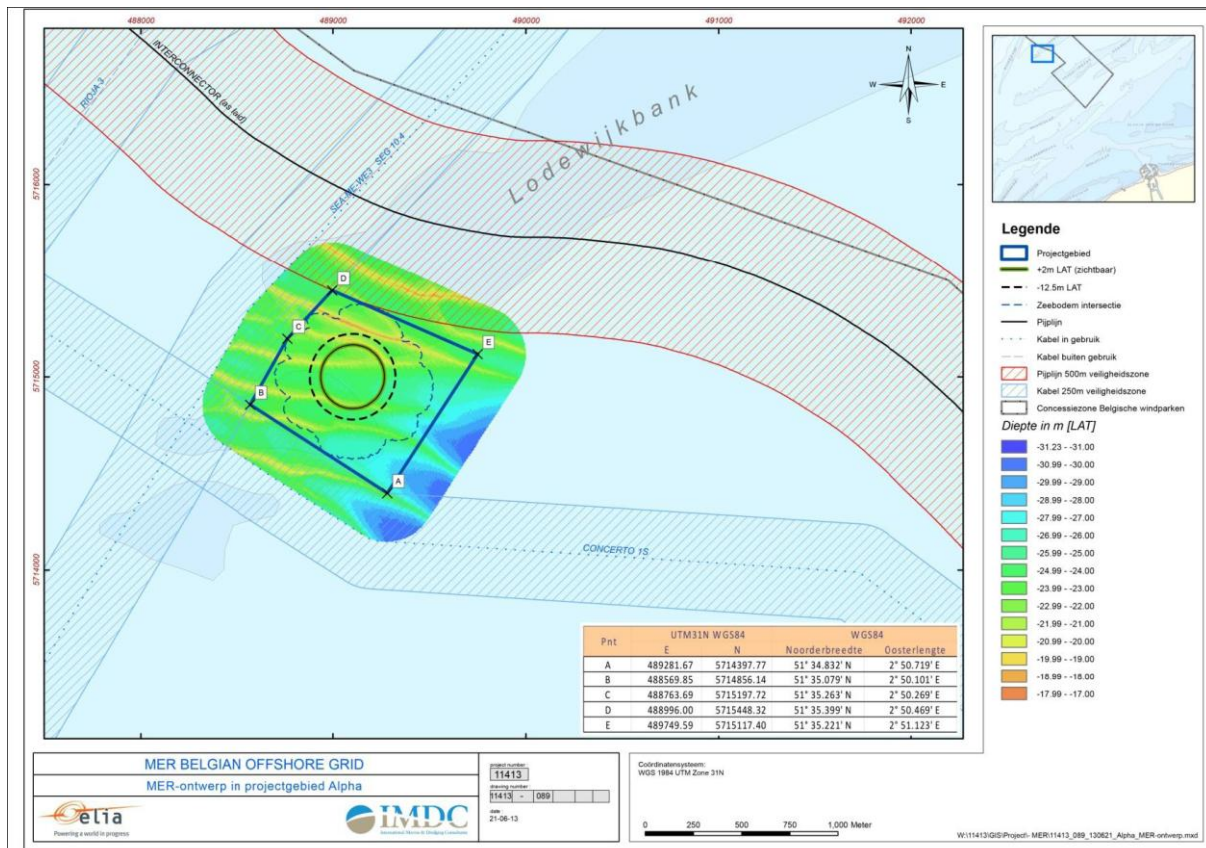 488000 489000 490000 491000 492000
5716000
5715000
5714000
RIOJA 3
INTERCONNECTOR (as laid)
SEA-ME-WE3 SEG 10.4
Lodewijkbank
N
W E
S
D
C
E
B
A
CONCERTO 1S
Pnt UTM31N WGS84 WGS84
E N Noorderbreedte Oosterlengte
A 489281.67 5714397.77 51° 34.832' N 2° 50.719' E
B 488569.85 5714856.14 51° 35.079' N 2° 50.101' E
C 488763.69 5715197.72 51° 35.263' N 2° 50.269' E
D 488996.00 5715448.32 51° 35.399' N 2° 50.469' E
E 489749.59 5715117.40 51° 35.221' N 2° 51.123' E
Legende
Projectgebied
+2m LAT (zichtbaar)
-12.5m LAT
Zeebodem intersectie
Pijplijn
Kabel in gebruik
Kabel buiten gebruik
Pijplijn 500m veiligheidszone
Kabel 250m veiligheidszone
Concessiezone Belgische windparken
Diepte in m [LAT]
-31.23 - -31.00
-30.99 - -30.00
-29.99 - -29.00
-28.99 - -28.00
-27.99 - -27.00
-26.99 - -26.00
-25.99 - -25.00
-24.99 - -24.00
-23.99 - -23.00
-22.99 - -22.00
-21.99 - -21.00
-20.99 - -20.00
-19.99 - -19.00
-18.99 - -18.00
-17.99 - -17.00
MER BELGIAN OFFSHORE GRID
MER-ontwerp in projectgebied Alpha
elia
Powering a world in progress
IMDC
International Marine & Dredging Consultants
project number:
11413
drawing number:
11413 - 089
date
21-06-13
Coördinatensysteem:
WGS 1984 UTM Zone 31N
0 250 500 750 1,000 Meter
W:\11413\GIS\Project\- MER\11413_089_130621_Alpha_MER-ontwerp.mxd